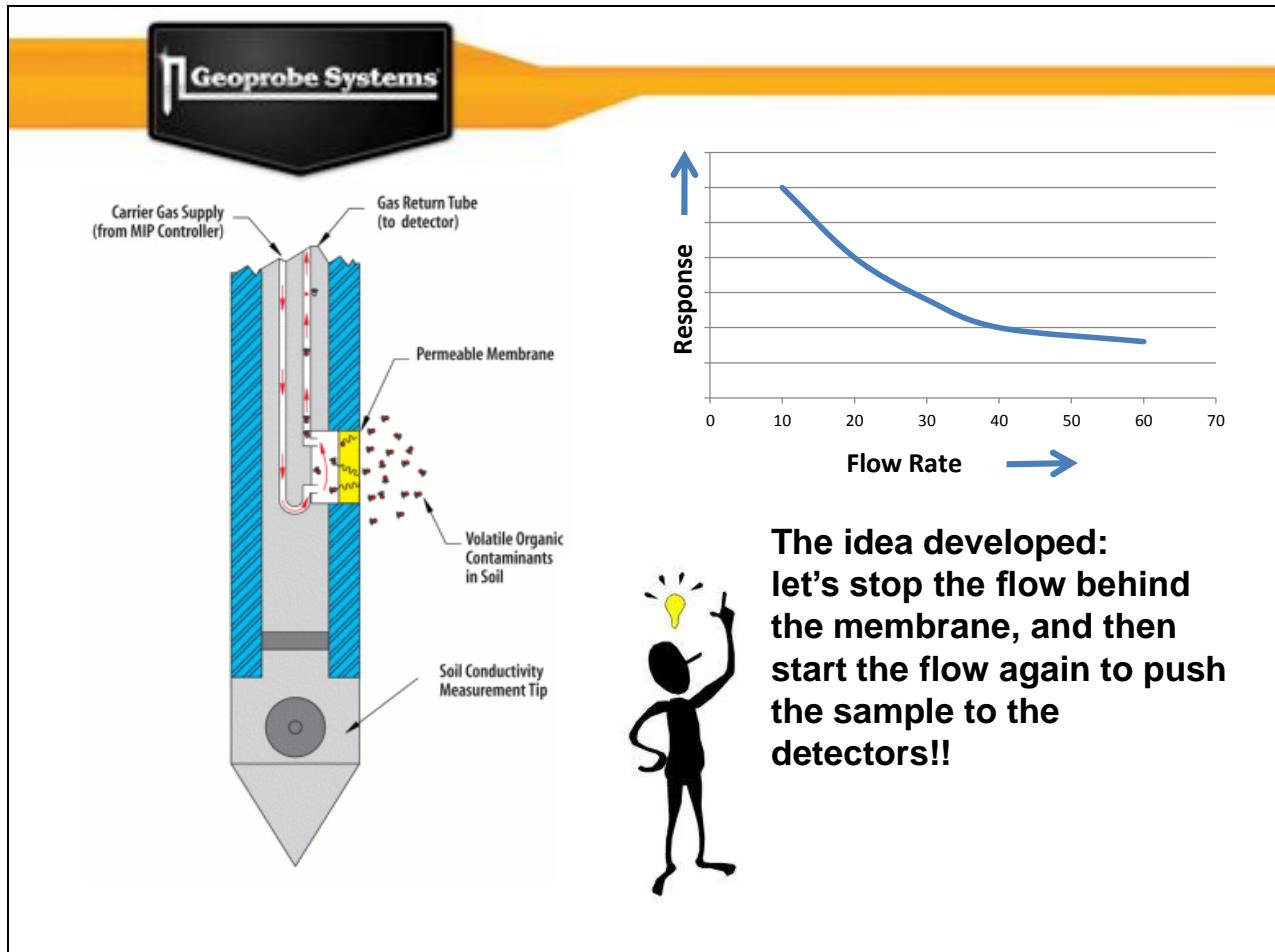 Geoprobe Systems®
Carrier Gas Supply
(from MIP Controller)
Gas Return Tube
(to detector)
Permeable Membrane
Volatile Organic
Contaminants
in Soil
Soil Conductivity
Measurement Tip
Response
0 10 20 30 40 50 60 70
Flow Rate
The idea developed:
let’s stop the flow behind
the membrane, and then
start the flow again to push
the sample to the
detectors!!